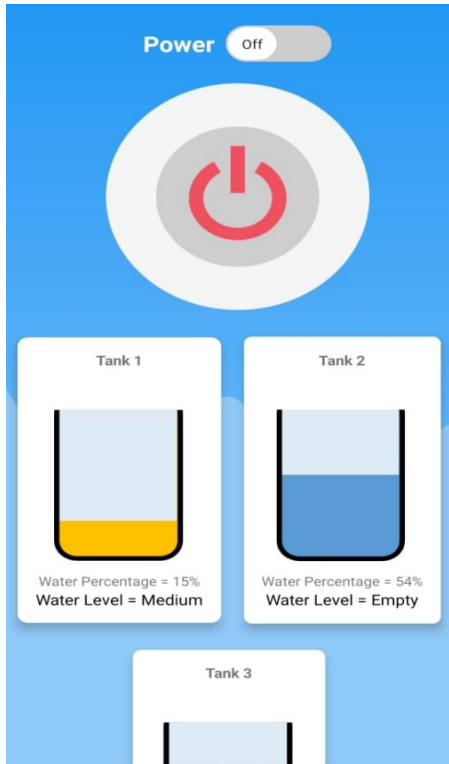 Power Off
Tank 1
Tank 2
Water Percentage = 15%
Water Level = Medium
Water Percentage = 54%
Water Level = Empty
Tank 3